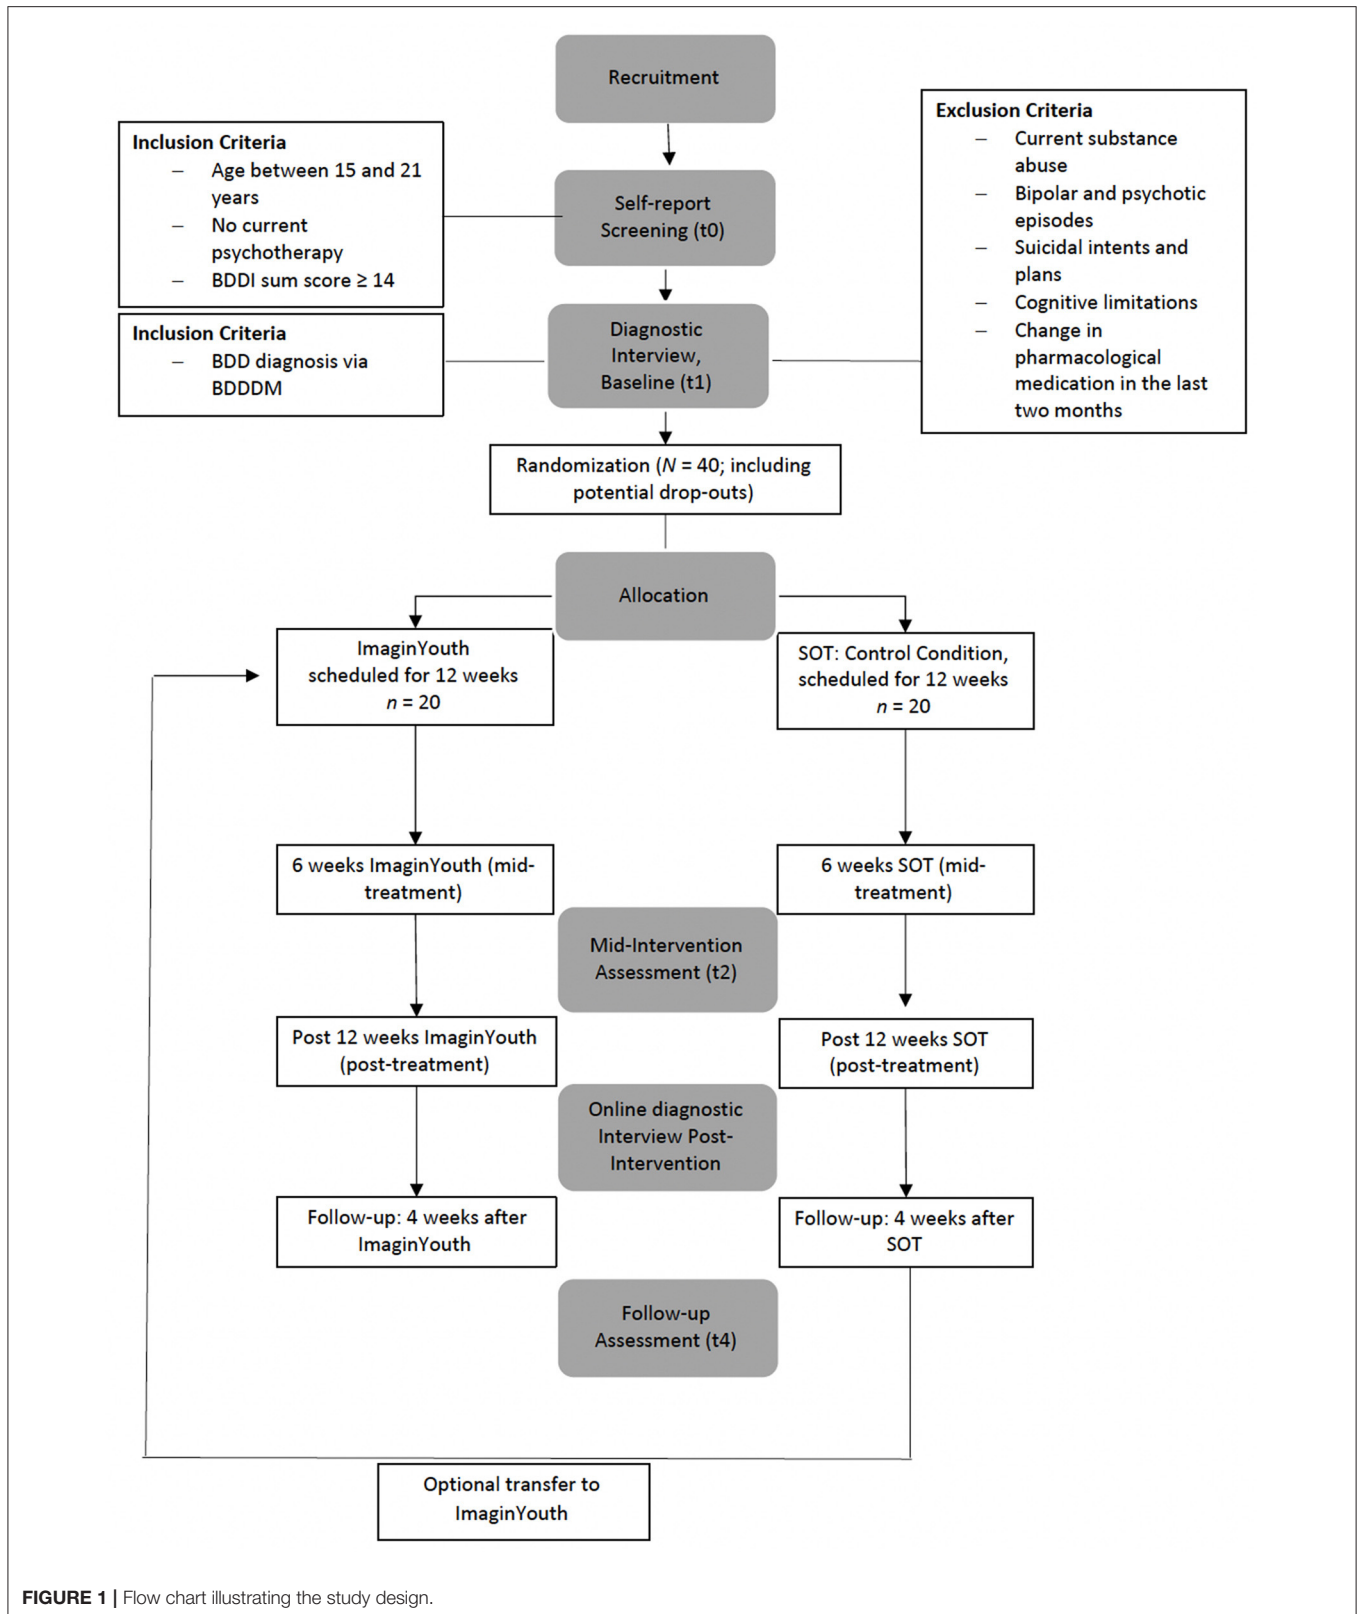 Recruitment
Inclusion Criteria
– Age between 15 and 21
years
– No current
psychotherapy
– BDDI sum score ≥ 14
Self-report
Screening (t0)
Exclusion Criteria
– Current substance
abuse
– Bipolar and psychotic
episodes
– Suicidal intents and
plans
– Cognitive limitations
– Change in
pharmacological
medication in the last
two months
Inclusion Criteria
– BDD diagnosis via
BDDDM
Diagnostic
Interview,
Baseline (t1)
Randomization (N = 40; including
potential drop-outs)
Allocation
ImaginYouth
scheduled for 12 weeks
n = 20
SOT: Control Condition,
scheduled for 12 weeks
n = 20
6 weeks ImaginYouth (mid-
treatment)
6 weeks SOT (mid-
treatment)
Mid-Intervention
Assessment (t2)
Post 12 weeks ImaginYouth
(post-treatment)
Post 12 weeks SOT
(post-treatment)
Online diagnostic
Interview Post-
Intervention
Follow-up: 4 weeks after
ImaginYouth
Follow-up: 4 weeks after
SOT
Follow-up
Assessment (t4)
Optional transfer to
ImaginYouth
FIGURE 1 | Flow chart illustrating the study design.